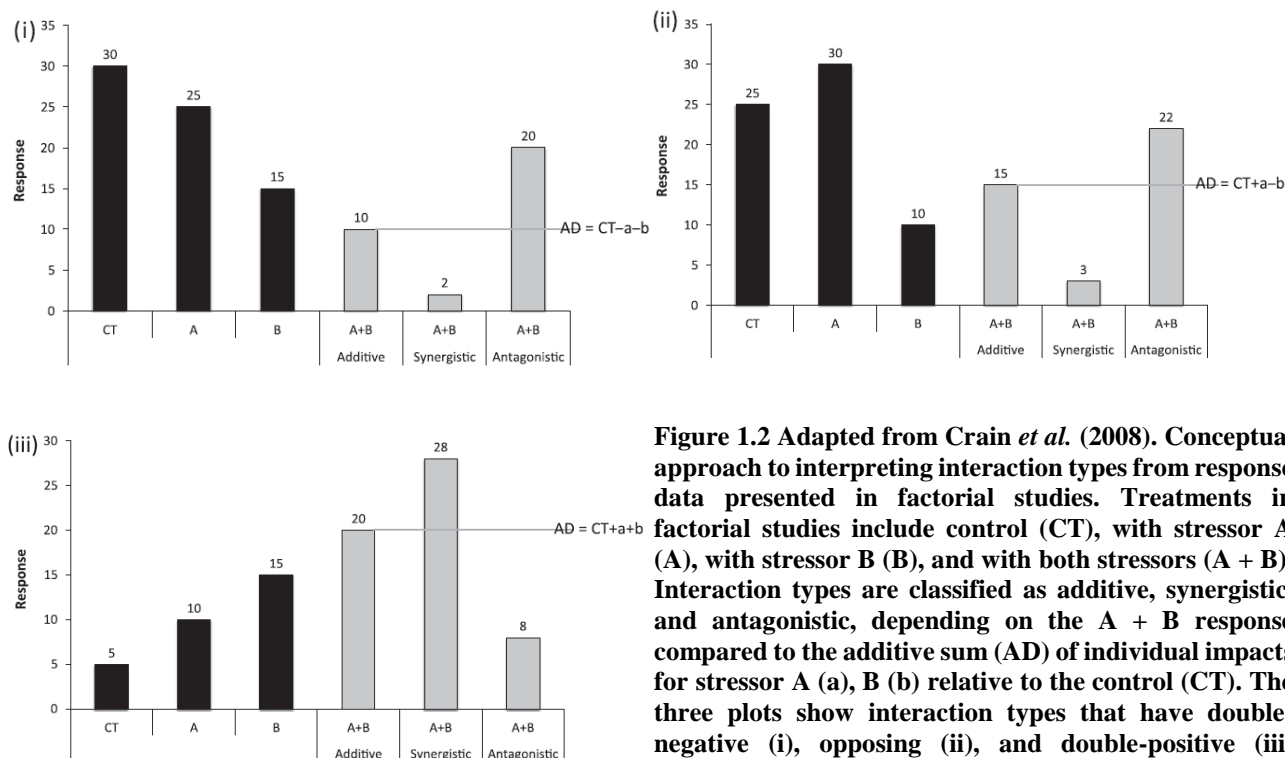 (i)
35
30
25
20
15
10
5
0
Response
30
25
15
10
2
20
AD = CT–a–b
CT A B A+B A+B A+B
Additive Synergistic Antagonistic
(ii)
35
30
25
20
15
10
5
0
Response
25
30
10
15
3
22
AD = CT+a–b
CT A B A+B A+B A+B
Additive Synergistic Antagonistic
(iii)
30
25
20
15
10
5
0
Response
5
10
15
20
28
8
AD = CT+a+b
CT A B A+B A+B A+B
Additive Synergistic Antagonistic
Figure 1.2 Adapted from Crain et al. (2008). Conceptua
approach to interpreting interaction types from response
data presented in factorial studies. Treatments in
factorial studies include control (CT), with stressor A
(A), with stressor B (B), and with both stressors (A + B)
Interaction types are classified as additive, synergistic
and antagonistic, depending on the A + B response
compared to the additive sum (AD) of individual impacts
for stressor A (a), B (b) relative to the control (CT). The
three plots show interaction types that have double
negative (i), opposing (ii), and double-positive (iii